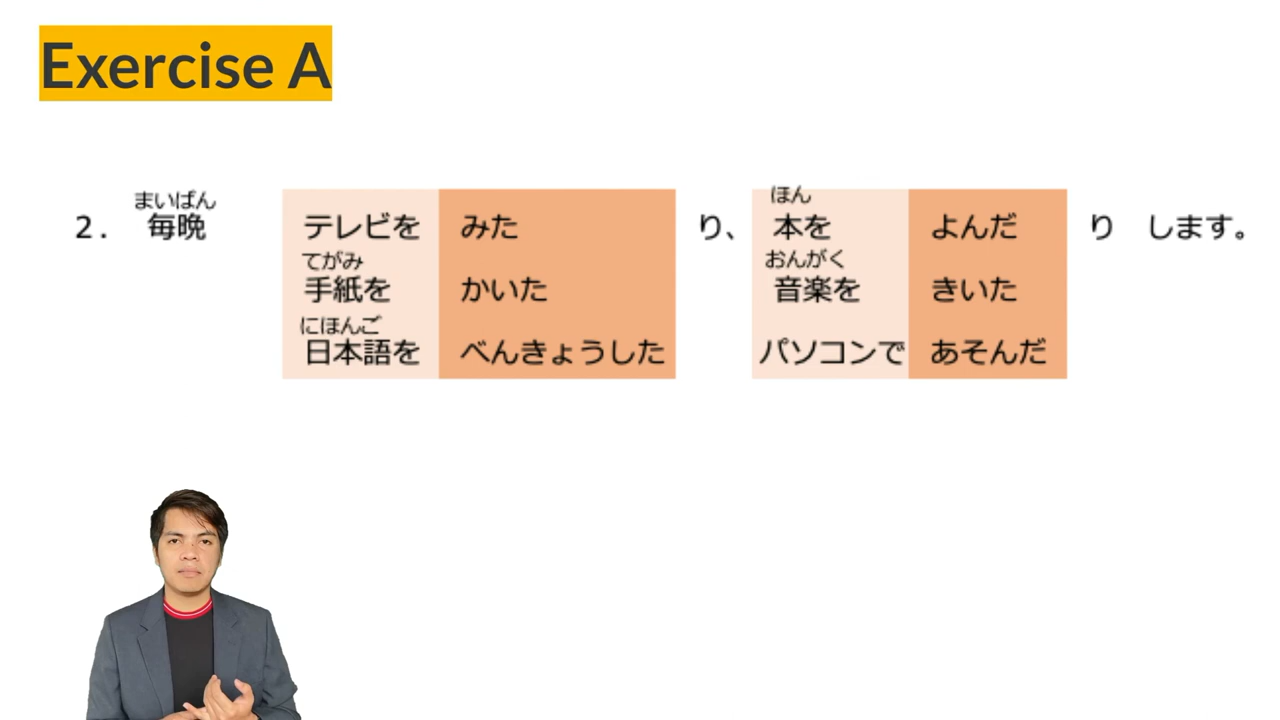 Exercise A
まいばん
ほん
2. 毎晩 テレビを みた り、 本を よんだ り します。
てがみ おんがく
手紙を かいた 音楽を きいた
にほんご
日本語を べんきょうした パソコンで あそんだ